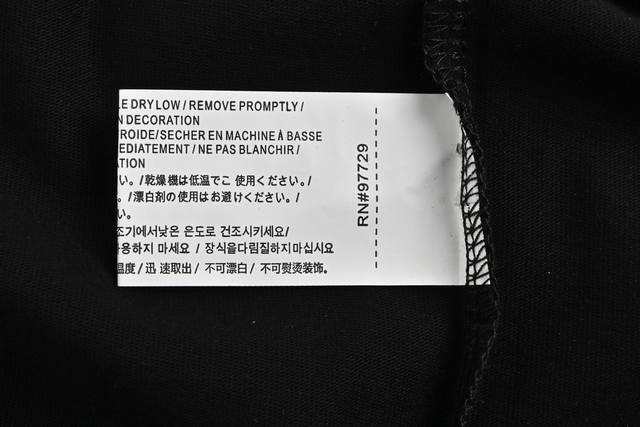 LE DRY LOW / REMOVE PROMPTLY /
N DECORATION
ROIDE/SECHER EN MACHINE À BASSE
EDIATEMENT / NE PAS BLANCHIR /
ATION
い。/乾燥機は低温でご 使用ください。/
。/漂白剤の使用はお避けください。/
い。
조기에서낮은 온도로 건조시키세요/
용하지 마세요 / 장식을다림질하지마십시요
温度 / 迅 速取出 / 不可漂白 / 不可熨烫装饰。
RN#97729